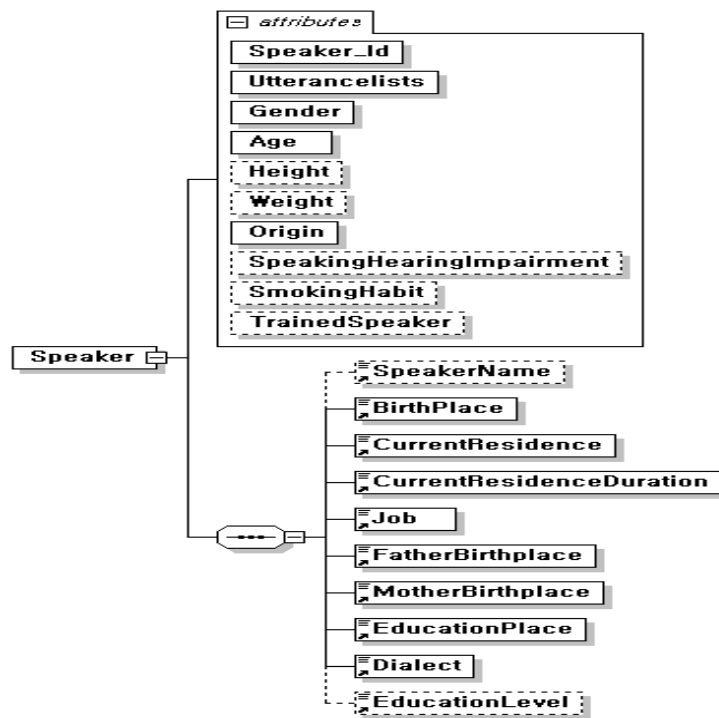 attributes
Speaker_Id
Utterancelists
Gender
Age
Height
Weight
Origin
SpeakingHearingImpairment
SmokingHabit
TrainedSpeaker
Speaker
SpeakerName
BirthPlace
CurrentResidence
CurrentResidenceDuration
Job
FatherBirthplace
MotherBirthplace
EducationPlace
Dialect
EducationLevel